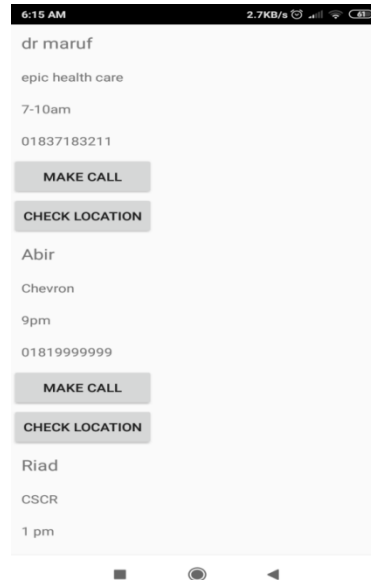 6:15 AM 2.7KB/s 61
dr maruf
epic health care
7-10am
01837183211
MAKE CALL
CHECK LOCATION
Abir
Chevron
9pm
01819999999
MAKE CALL
CHECK LOCATION
Riad
CSCR
1 pm